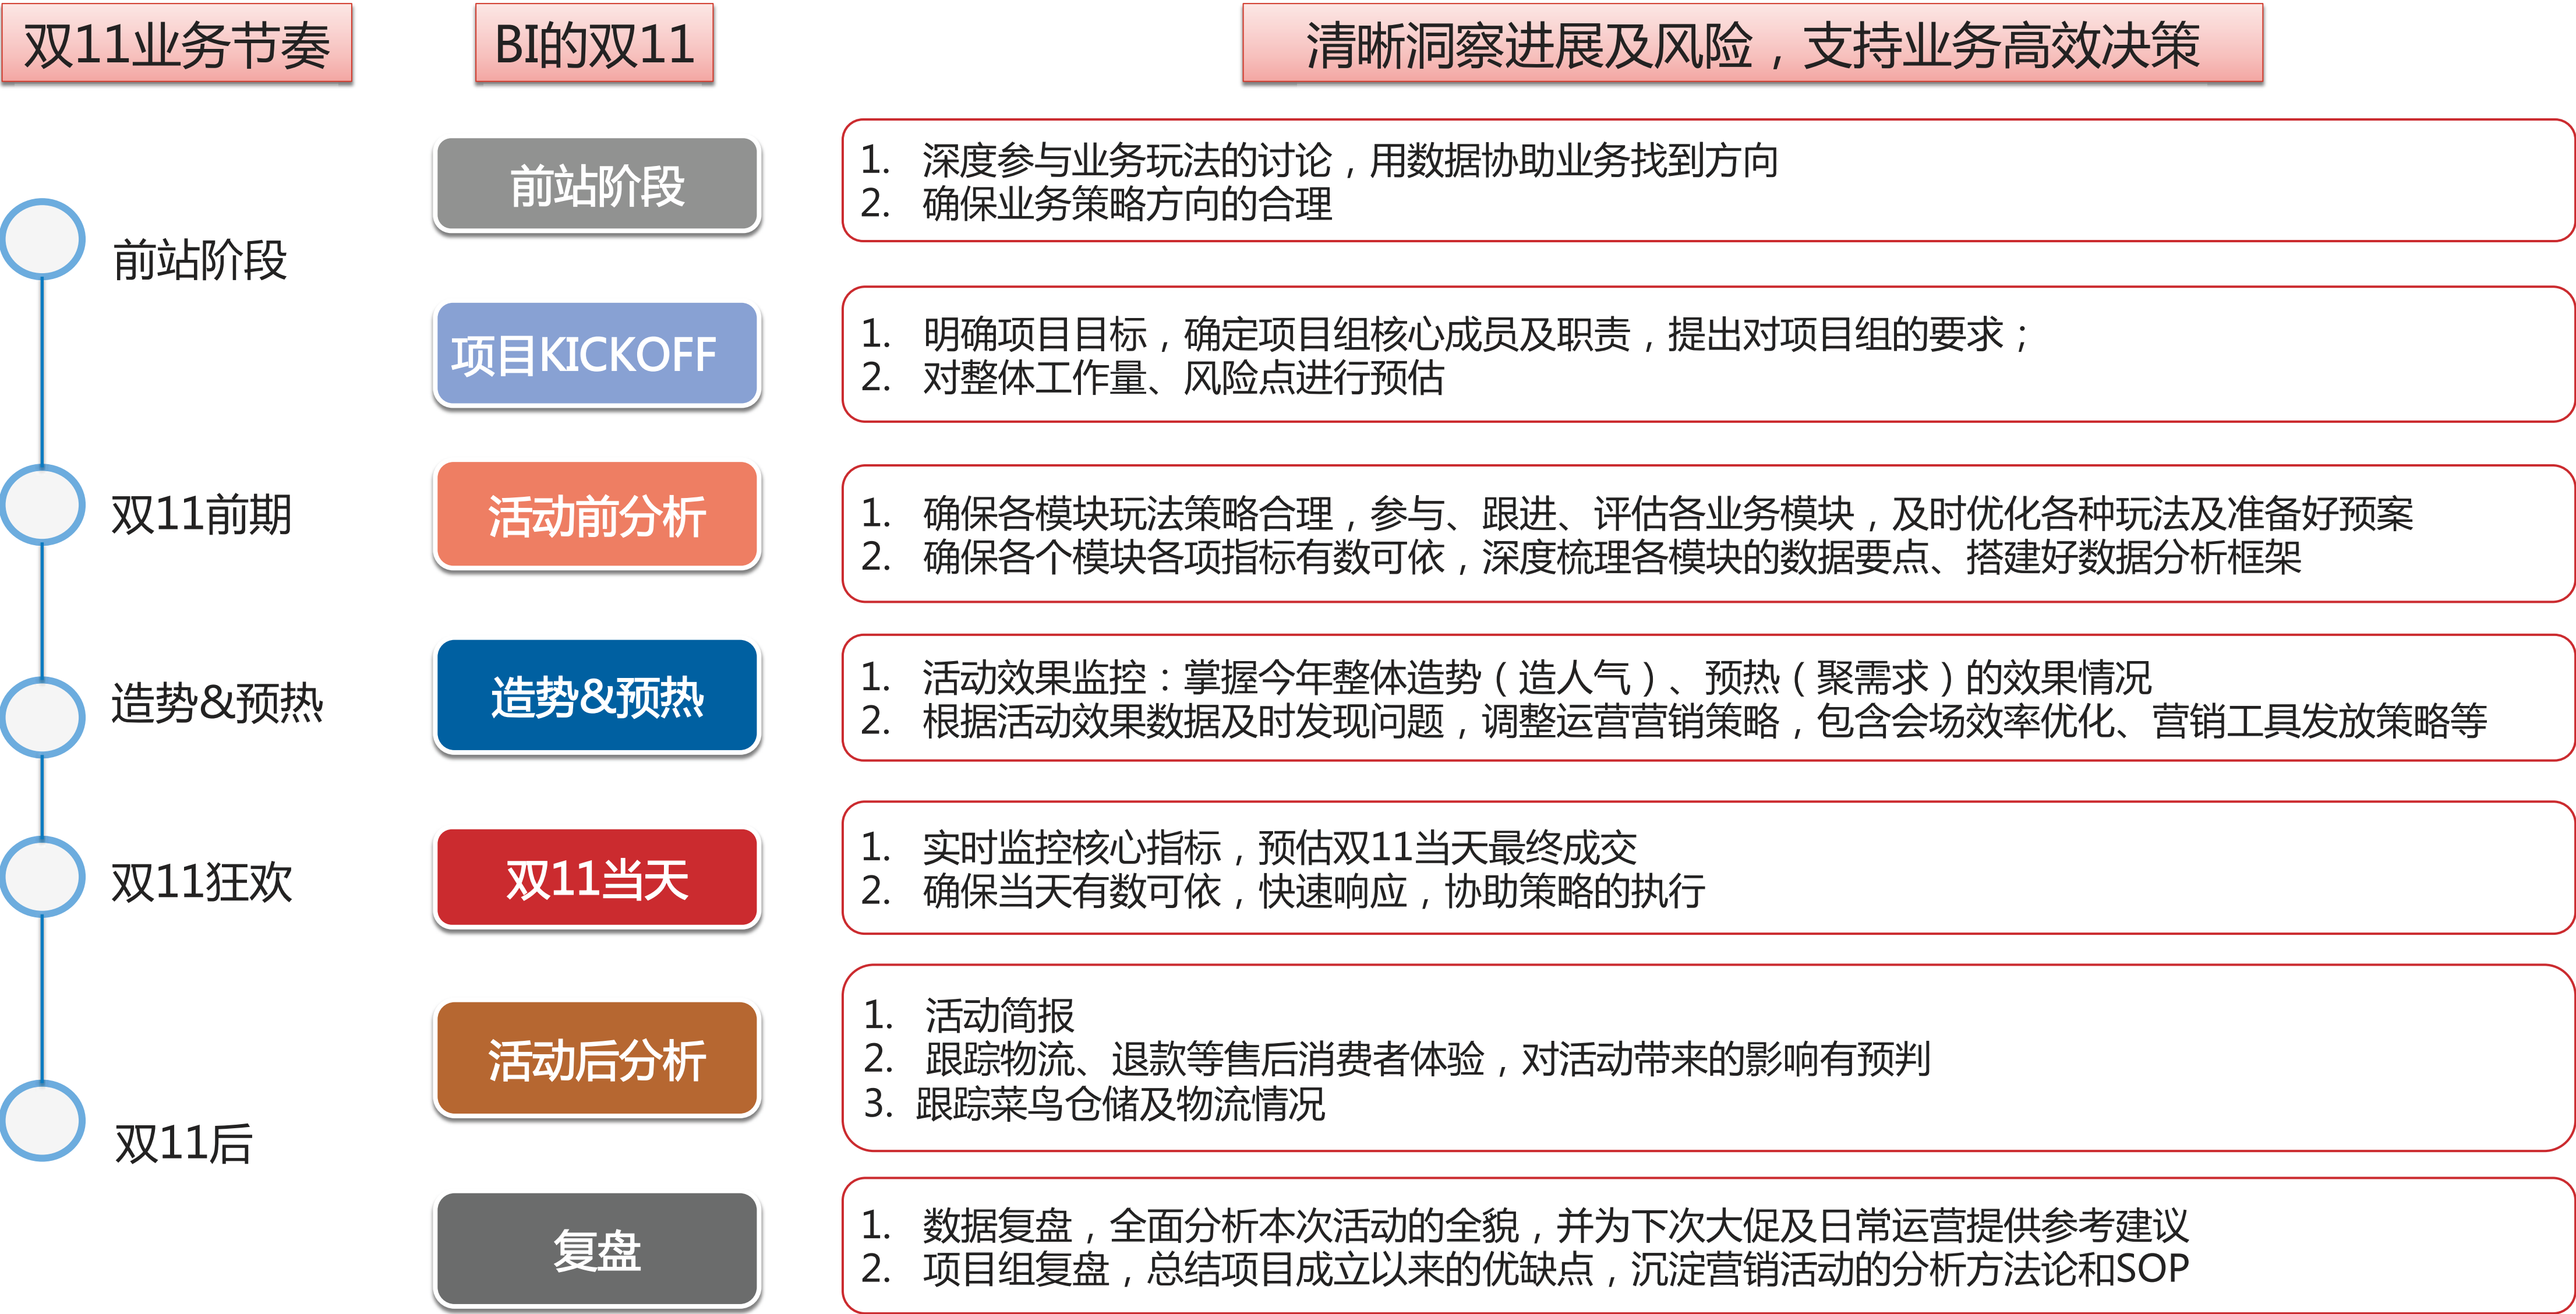 双11业务节奏
BI的双11
清晰洞察进展及风险，支持业务高效决策
前站阶段
双11前期
造势&预热
双11狂欢
双11后
前站阶段
1. 深度参与业务玩法的讨论，用数据协助业务找到方向
2. 确保业务策略方向的合理
项目KICKOFF
1. 明确项目目标，确定项目组核心成员及职责，提出对项目组的要求；
2. 对整体工作量、风险点进行预估
活动前分析
1. 确保各模块玩法策略合理，参与、跟进、评估各业务模块，及时优化各种玩法及准备好预案
2. 确保各个模块各项指标有数可依，深度梳理各模块的数据要点、搭建好数据分析框架
造势&预热
1. 活动效果监控：掌握今年整体造势（造人气）、预热（聚需求）的效果情况
2. 根据活动效果数据及时发现问题，调整运营营销策略，包含会场效率优化、营销工具发放策略等
双11当天
1. 实时监控核心指标，预估双11当天最终成交
2. 确保当天有数可依，快速响应，协助策略的执行
活动后分析
1. 活动简报
2. 跟踪物流、退款等售后消费者体验，对活动带来的影响有预判
3. 跟踪菜鸟仓储及物流情况
复盘
1. 数据复盘，全面分析本次活动的全貌，并为下次大促及日常运营提供参考建议
2. 项目组复盘，总结项目成立以来的优缺点，沉淀营销活动的分析方法论和SOP